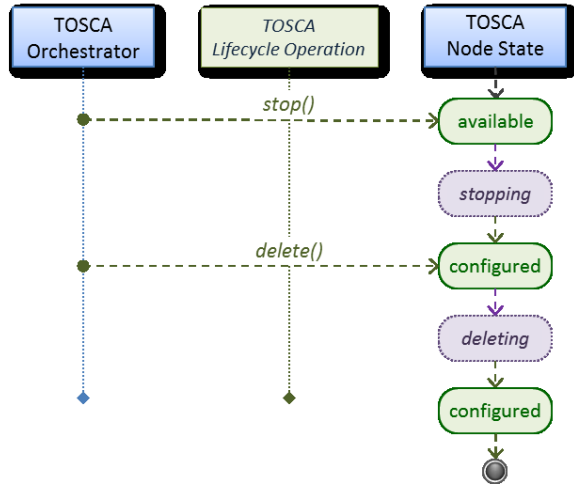 TOSCA
Orchestrator
TOSCA
Lifecycle Operation
TOSCA
Node State
stop()
available
stopping
delete()
configured
deleting
configured